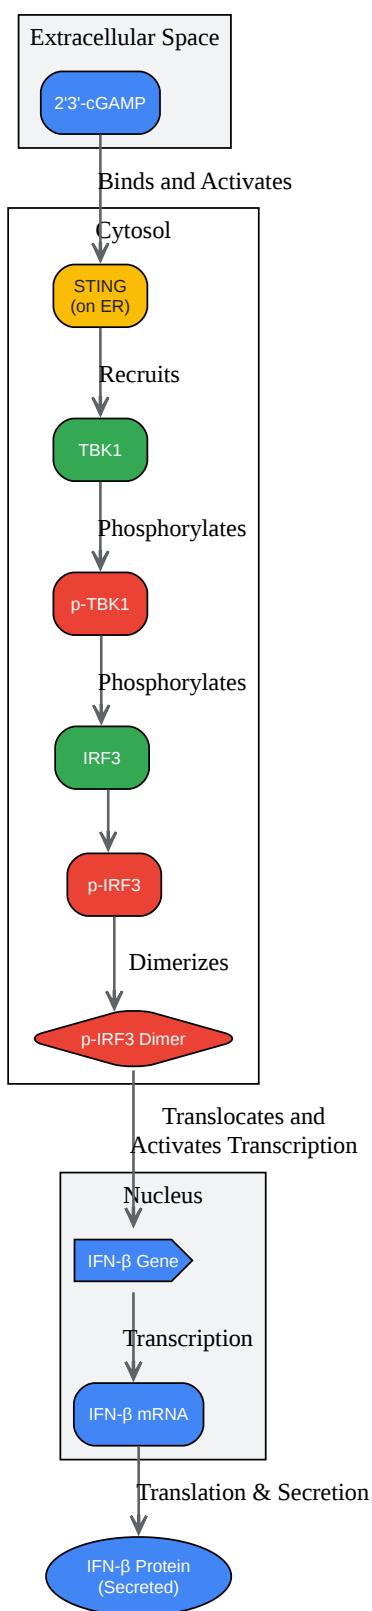 Extracellular Space
2'3'-cGAMP
Binds and Activates
Cytosol
STING
(on ER)
Recruits
TBK1
Phosphorylates
p-TBK1
Phosphorylates
IRF3
p-IRF3
Dimerizes
p-IRF3 Dimer
Translocates and
Activates Transcription
Nucleus
IFN-β Gene
Transcription
IFN-β mRNA
Translation & Secretion
IFN-β Protein
(Secreted)